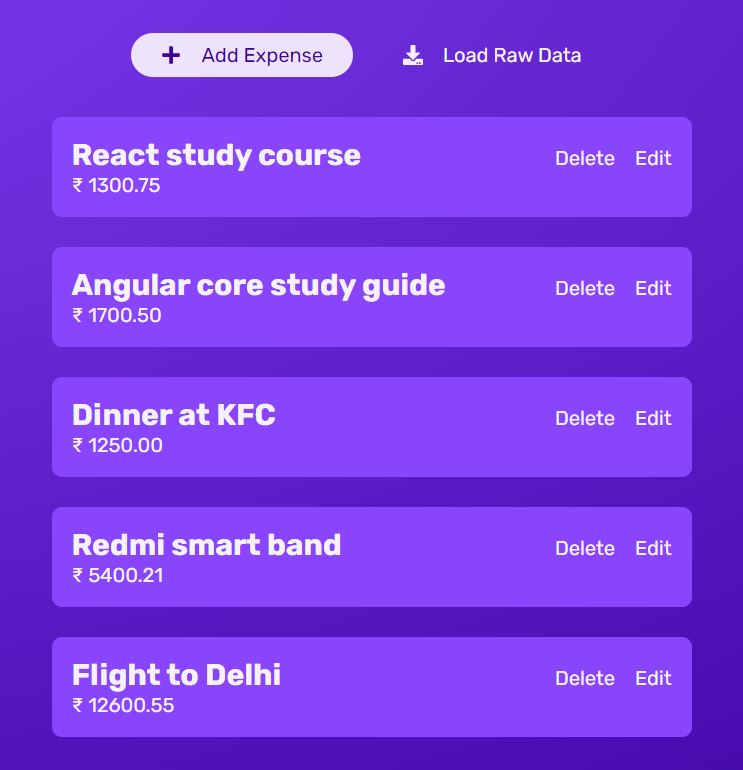 Add Expense
Load Raw Data
React study course
Delete
Edit
₹ 1300.75
Angular core study guide
Delete
Edit
₹ 1700.50
Dinner at KFC
Delete
Edit
₹ 1250.00
Redmi smart band
Delete
Edit
₹ 5400.21
Flight to Delhi
Delete
Edit
₹ 12600.55